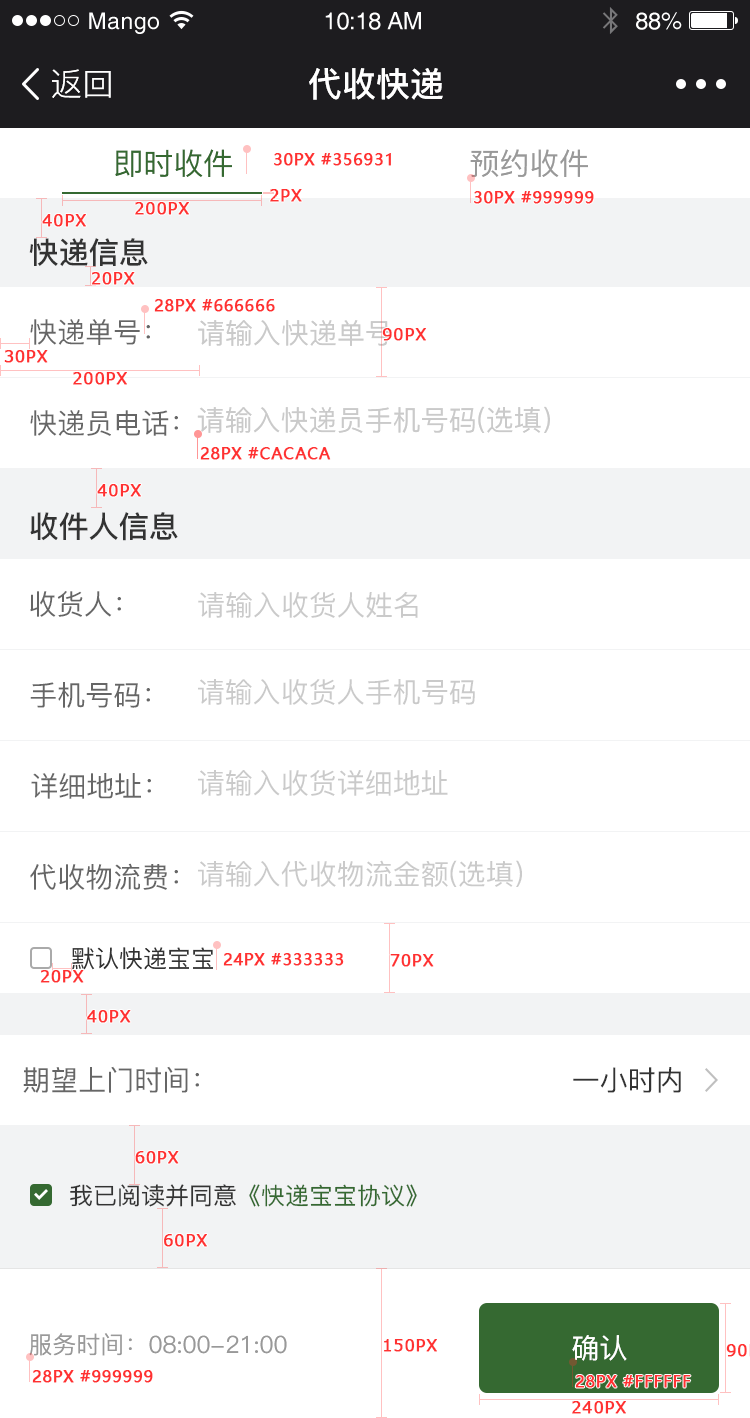 Mango 10:18 AM 88%
返回 代收快递
即时收件 30PX #356931 预约收件
200PX 2PX 30PX #999999
40PX
快递信息
20PX
28PX #666666
快递单号： 请输入快递单号 90PX
30PX
200PX
快递员电话： 请输入快递员手机号码(选填)
28PX #CACACA
40PX
收件人信息
收货人： 请输入收货人姓名
手机号码： 请输入收货人手机号码
详细地址： 请输入收货详细地址
代收物流费： 请输入代收物流金额(选填)
默认快递宝宝 24PX #333333 70PX
20PX
40PX
期望上门时间： 一小时内
60PX
我已阅读并同意《快递宝宝协议》
60PX
服务时间：08:00-21:00 150PX 确认 90
28PX #999999 28PX #FFFFFF
240PX